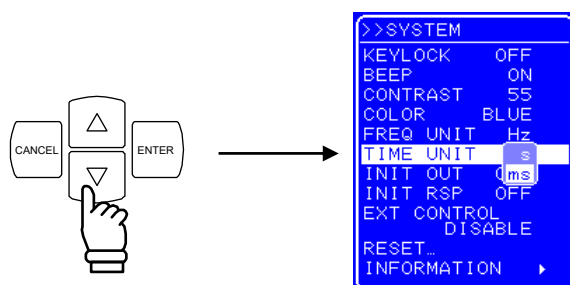 CANCEL
ENTER
>>SYSTEM
KEYLOCK OFF
BEEP ON
CONTRAST 55
COLOR BLUE
FREQ UNIT Hz
TIME UNIT s
INIT OUT ms
INIT RSP OFF
EXT CONTROL
DISABLE
RESET…
INFORMATION